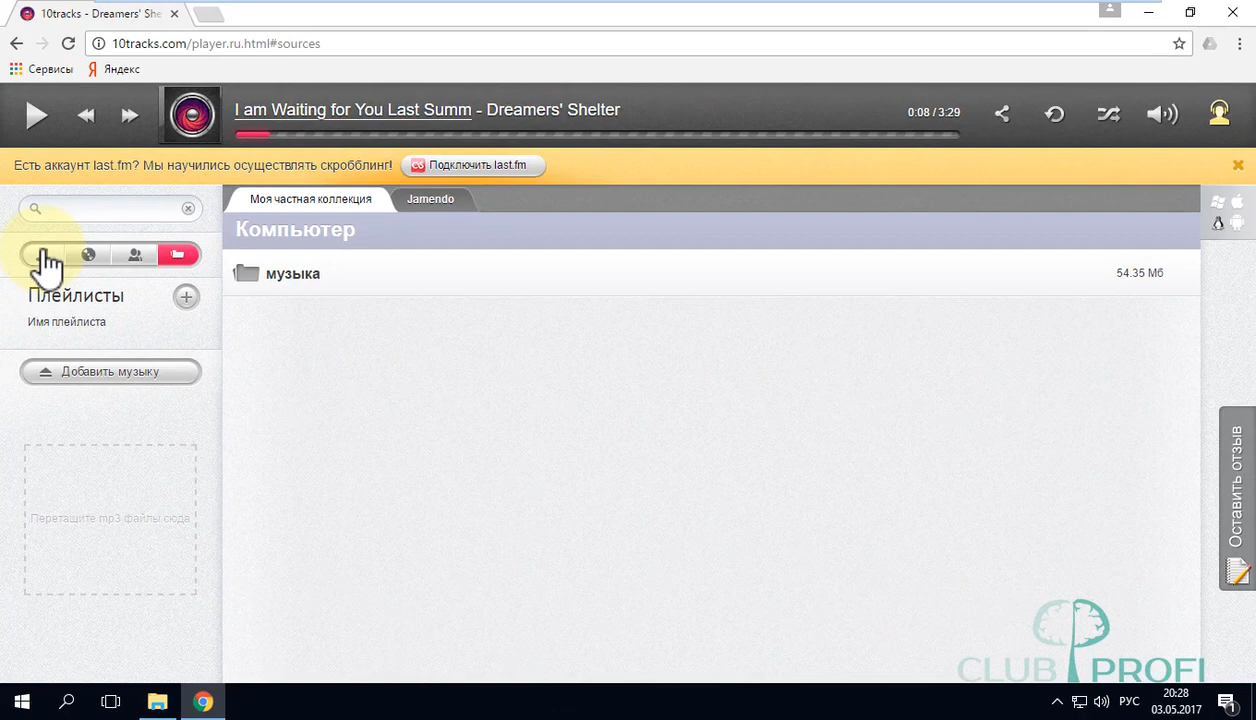 10tracks - Dreamers' She
10tracks.com/player.ru.html#sources
Сервисы Яндекс
I am Waiting for You Last Summ - Dreamers' Shelter 0:08 / 3:29
Есть аккаунт last.fm? Мы научились осуществлять скробблинг! Подключить last.fm
Моя частная коллекция Jamendo
Компьютер
музыка 54.35 Мб
Плейлисты
Имя плейлиста
Добавить музыку
Перетащите mp3 файлы сюда
Оставить отзыв
CLUB PROFI
РУС 20:28
03.05.2017
1